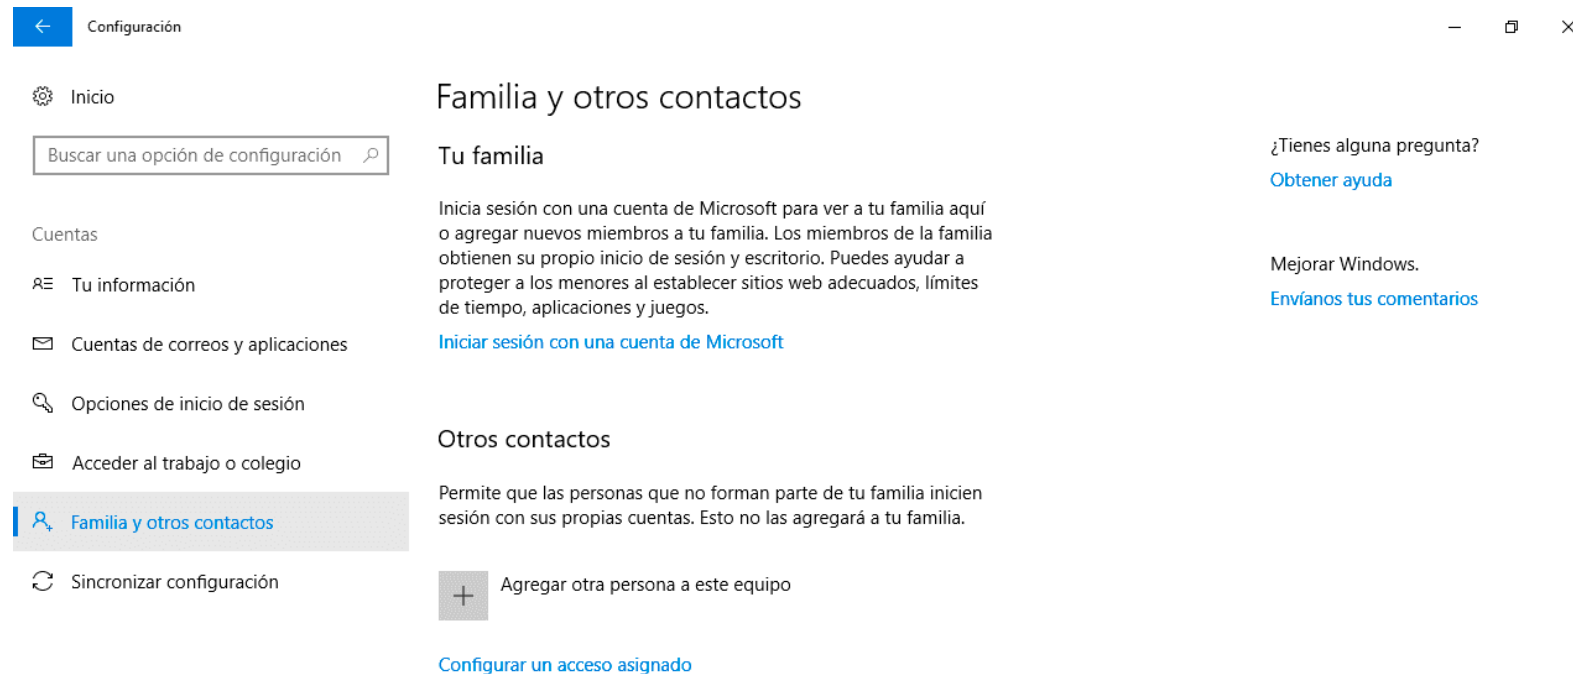 Configuración
Inicio
Buscar una opción de configuración
Cuentas
Tu información
Cuentas de correos y aplicaciones
Opciones de inicio de sesión
Acceder al trabajo o colegio
Familia y otros contactos
Sincronizar configuración
Familia y otros contactos
Tu familia
Inicia sesión con una cuenta de Microsoft para ver a tu familia aquí
o agregar nuevos miembros a tu familia. Los miembros de la familia
obtienen su propio inicio de sesión y escritorio. Puedes ayudar a
proteger a los menores al establecer sitios web adecuados, límites
de tiempo, aplicaciones y juegos.
Iniciar sesión con una cuenta de Microsoft
Otros contactos
Permite que las personas que no forman parte de tu familia inicien
sesión con sus propias cuentas. Esto no las agregará a tu familia.
Agregar otra persona a este equipo
Configurar un acceso asignado
¿Tienes alguna pregunta?
Obtener ayuda
Mejorar Windows.
Envíanos tus comentarios